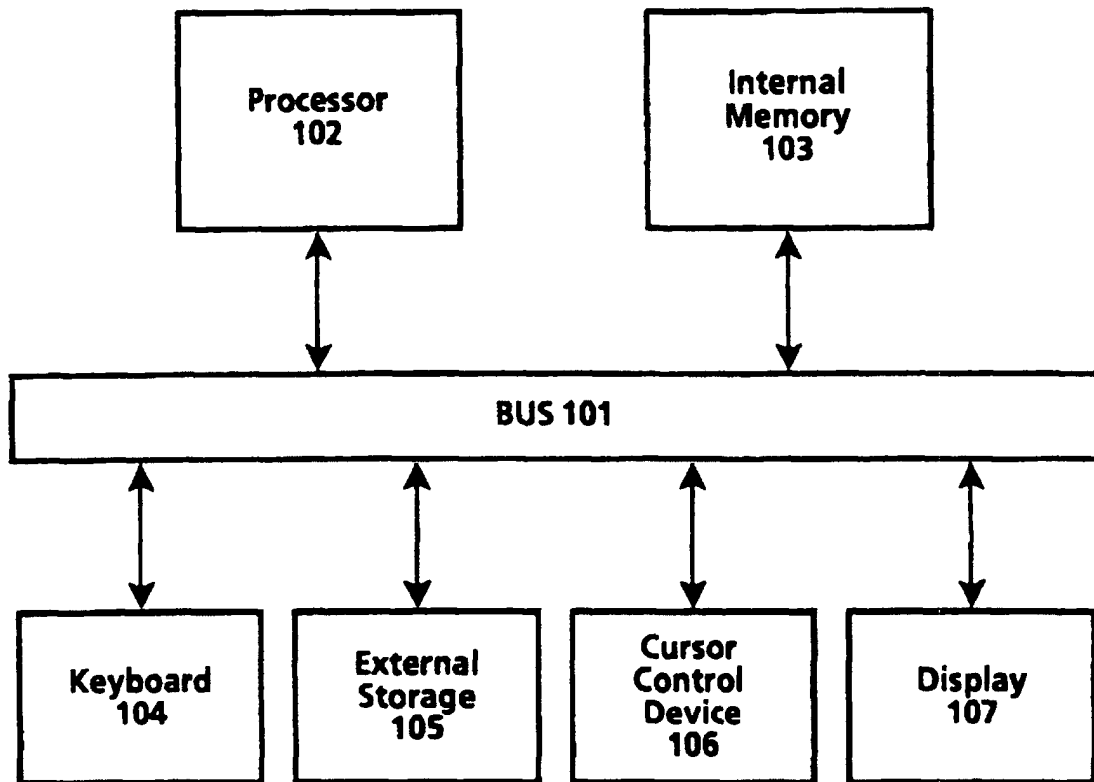 Processor
102
Internal
Memory
103
BUS 101
Keyboard
104
External
Storage
105
Cursor
Control
Device
106
Display
107